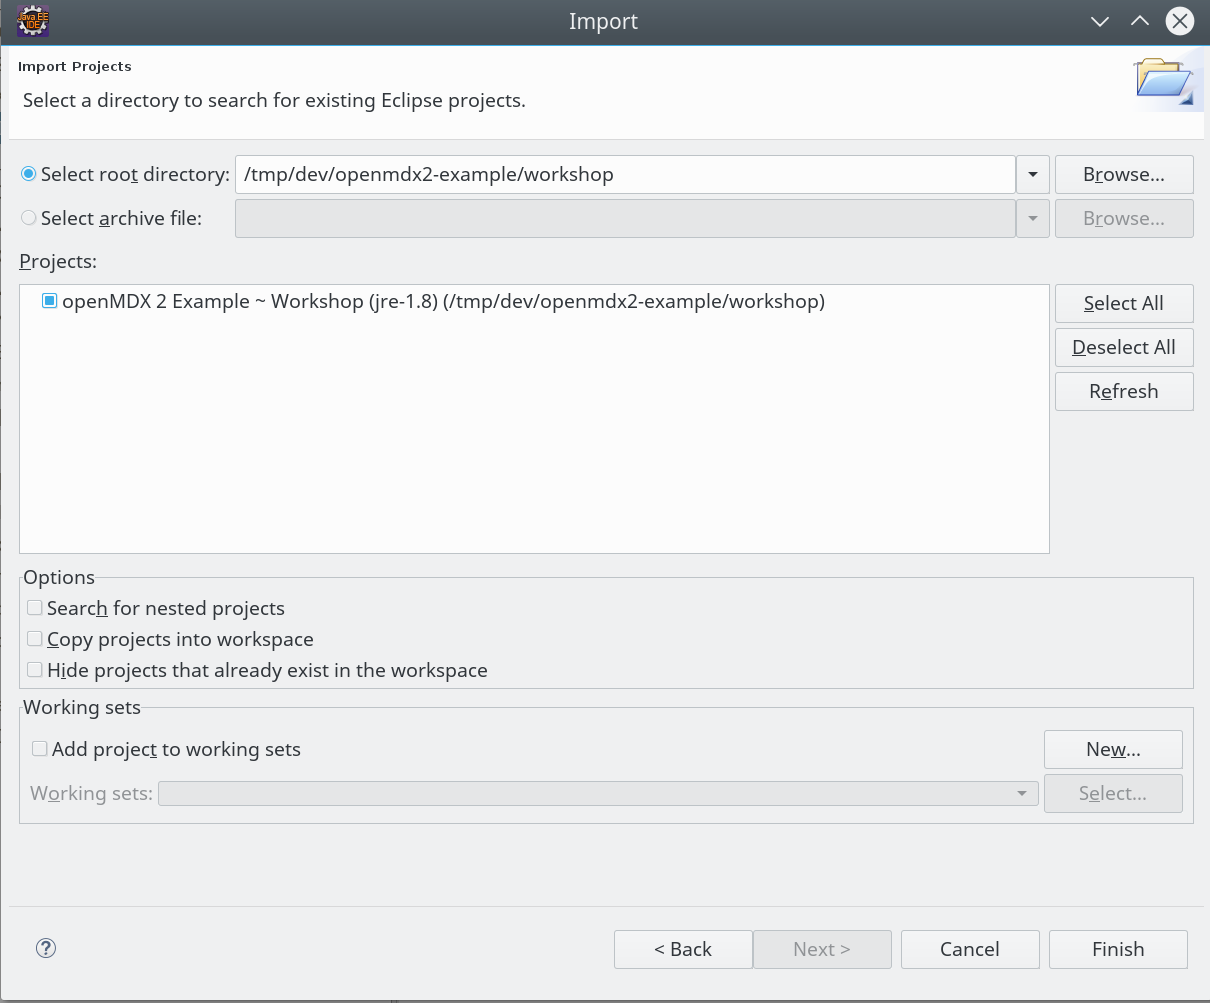 Java EE
IDE
Import
Import Projects
Select a directory to search for existing Eclipse projects.
Select root directory: /tmp/dev/openmdx2-example/workshop Browse...
Select archive file: Browse...
Projects:
openMDX 2 Example ~ Workshop (jre-1.8) (/tmp/dev/openmdx2-example/workshop)
Select All
Deselect All
Refresh
Options
Search for nested projects
Copy projects into workspace
Hide projects that already exist in the workspace
Working sets
Add project to working sets New...
Working sets: Select...
? < Back Next > Cancel Finish